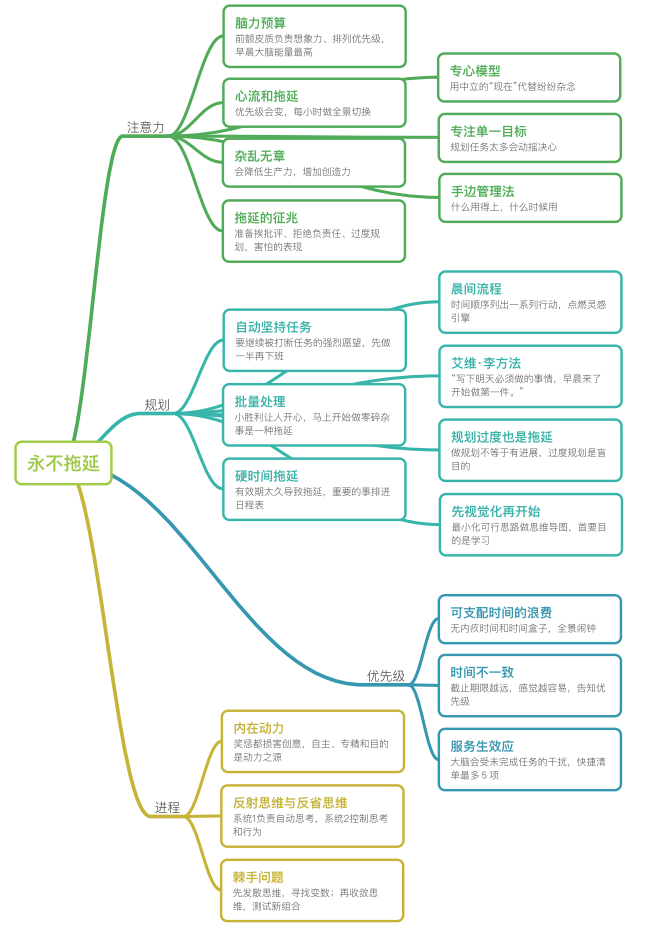 永不拖延
注意力
脑力预算
前额皮质负责想象力、排列优先级，
早晨大脑能量最高
心流和拖延
优先级会变，每小时做全景切换
杂乱无章
会降低生产力，增加创造力
拖延的征兆
准备挨批评、拒绝负责任、过度规
划，害怕的表现
专心模型
用中立的“现在”代替纷纷杂念
专注单一目标
规划任务太多会动摇决心
手边管理法
什么用得上，什么时候用
规划
自动坚持任务
要继续被打断任务的强烈愿望，先做
一半再下班
批量处理
小胜利让人开心，马上开始做零碎杂
事是一种拖延
硬时间拖延
有效期太久导致拖延，重要的事排进
日程表
晨间流程
时间顺序列出一系列行动，点燃灵感
引擎
艾维·李方法
“写下明天必须做的事情，早晨来了
开始做第一件。”
规划过度也是拖延
做规划不等于有进展，过度规划是盲
目的
先视觉化再开始
最小化可行思路做思维导图，首要目
的是学习
优先级
可支配时间的浪费
无内疚时间和时间盒子，全景闹钟
时间不一致
截止期限越远，感觉越容易，告知优
先级
服务生效应
大脑会受未完成任务的干扰，快捷清
单最多 5 项
进程
内在动力
奖惩都损害创意，自主、专精和目的
是动力之源
反射思维与反省思维
系统1负责自动思考，系统2控制思考
和行为
棘手问题
先发散思维，寻找变数；再收敛思
维，测试新组合